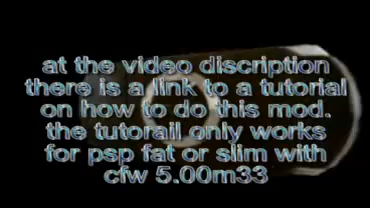 at the video discription
there is a link to a tutorial
on how to do this mod.
the tutorail only works
for psp fat or slim with
cfw 5.00m33